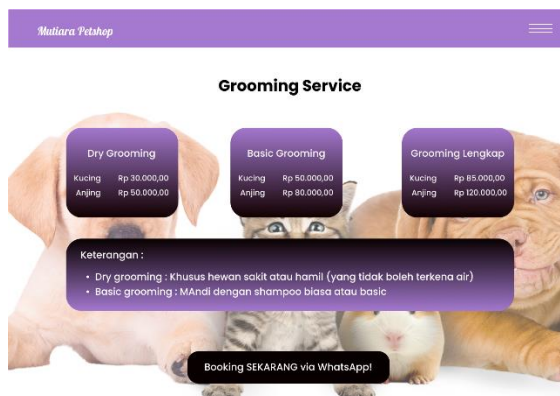 Mutiara Petshop
Grooming Service
Dry Grooming
Kucing Rp 30.000,00
Anjing Rp 50.000,00
Basic Grooming
Kucing Rp 50.000,00
Anjing Rp 80.000,00
Grooming Lengkap
Kucing Rp 85.000,00
Anjing Rp 120.000,00
Keterangan :
• Dry grooming : Khusus hewan sakit atau hamil (yang tidak boleh terkena air)
• Basic grooming : MAndi dengan shampoo biasa atau basic
Booking SEKARANG via WhatsApp!